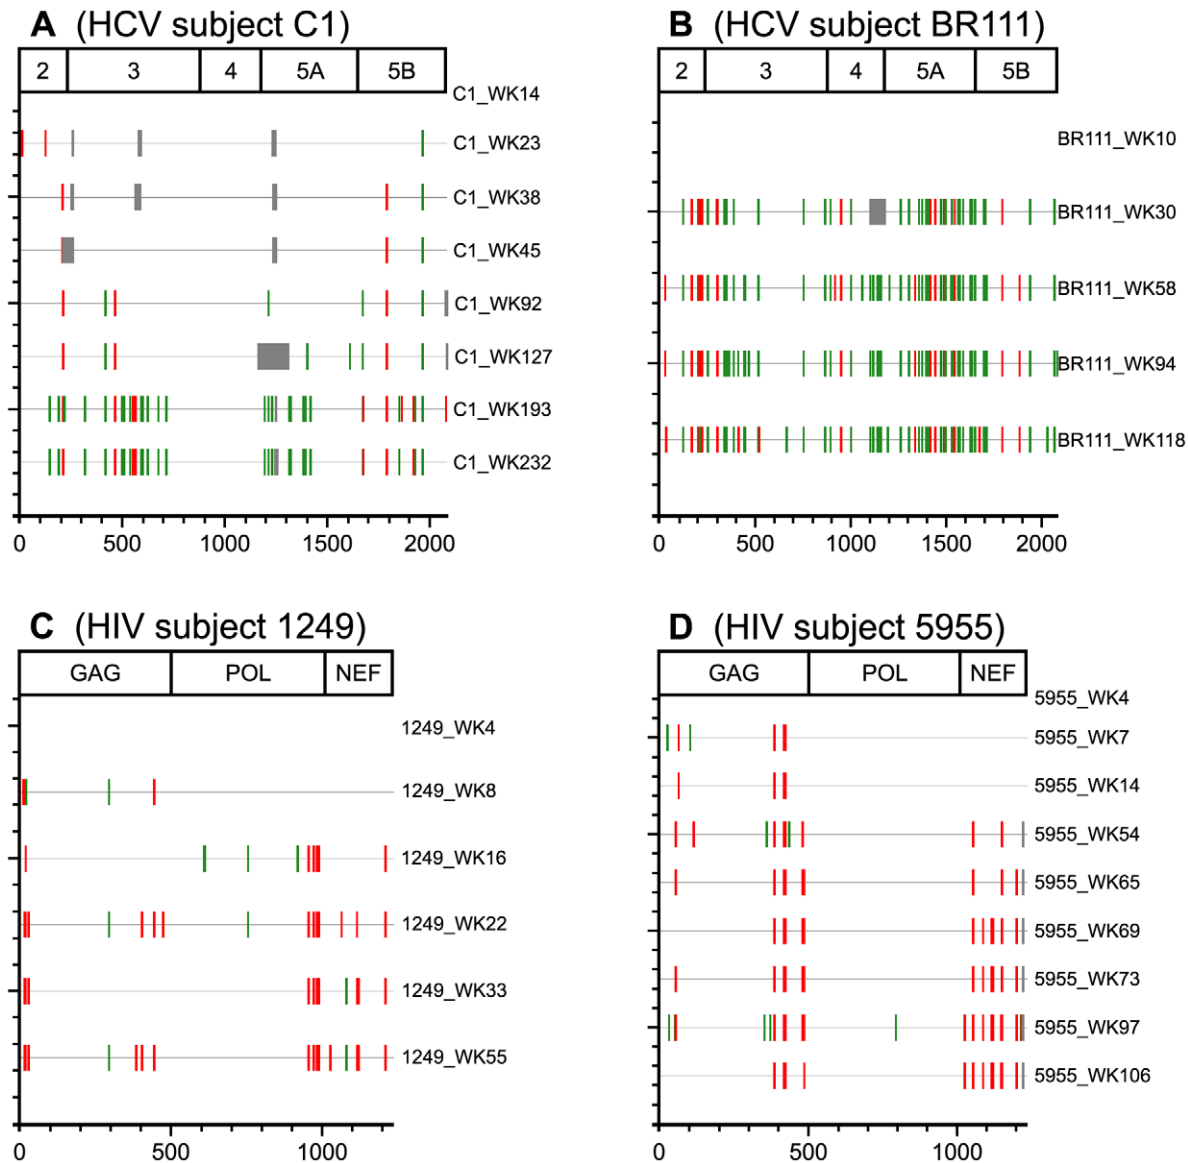 A (HCV subject C1)
2 3 4 5A 5B
C1_WK14
C1_WK23
C1_WK38
C1_WK45
C1_WK92
C1_WK127
C1_WK193
C1_WK232
0 500 1000 1500 2000
B (HCV subject BR111)
2 3 4 5A 5B
BR111_WK10
BR111_WK30
BR111_WK58
BR111_WK94
BR111_WK118
0 500 1000 1500 2000
C (HIV subject 1249)
GAG POL NEF
1249_WK4
1249_WK8
1249_WK16
1249_WK22
1249_WK33
1249_WK55
0 500 1000
D (HIV subject 5955)
GAG POL NEF
5955_WK4
5955_WK7
5955_WK14
5955_WK54
5955_WK65
5955_WK69
5955_WK73
5955_WK97
5955_WK106
0 500 1000